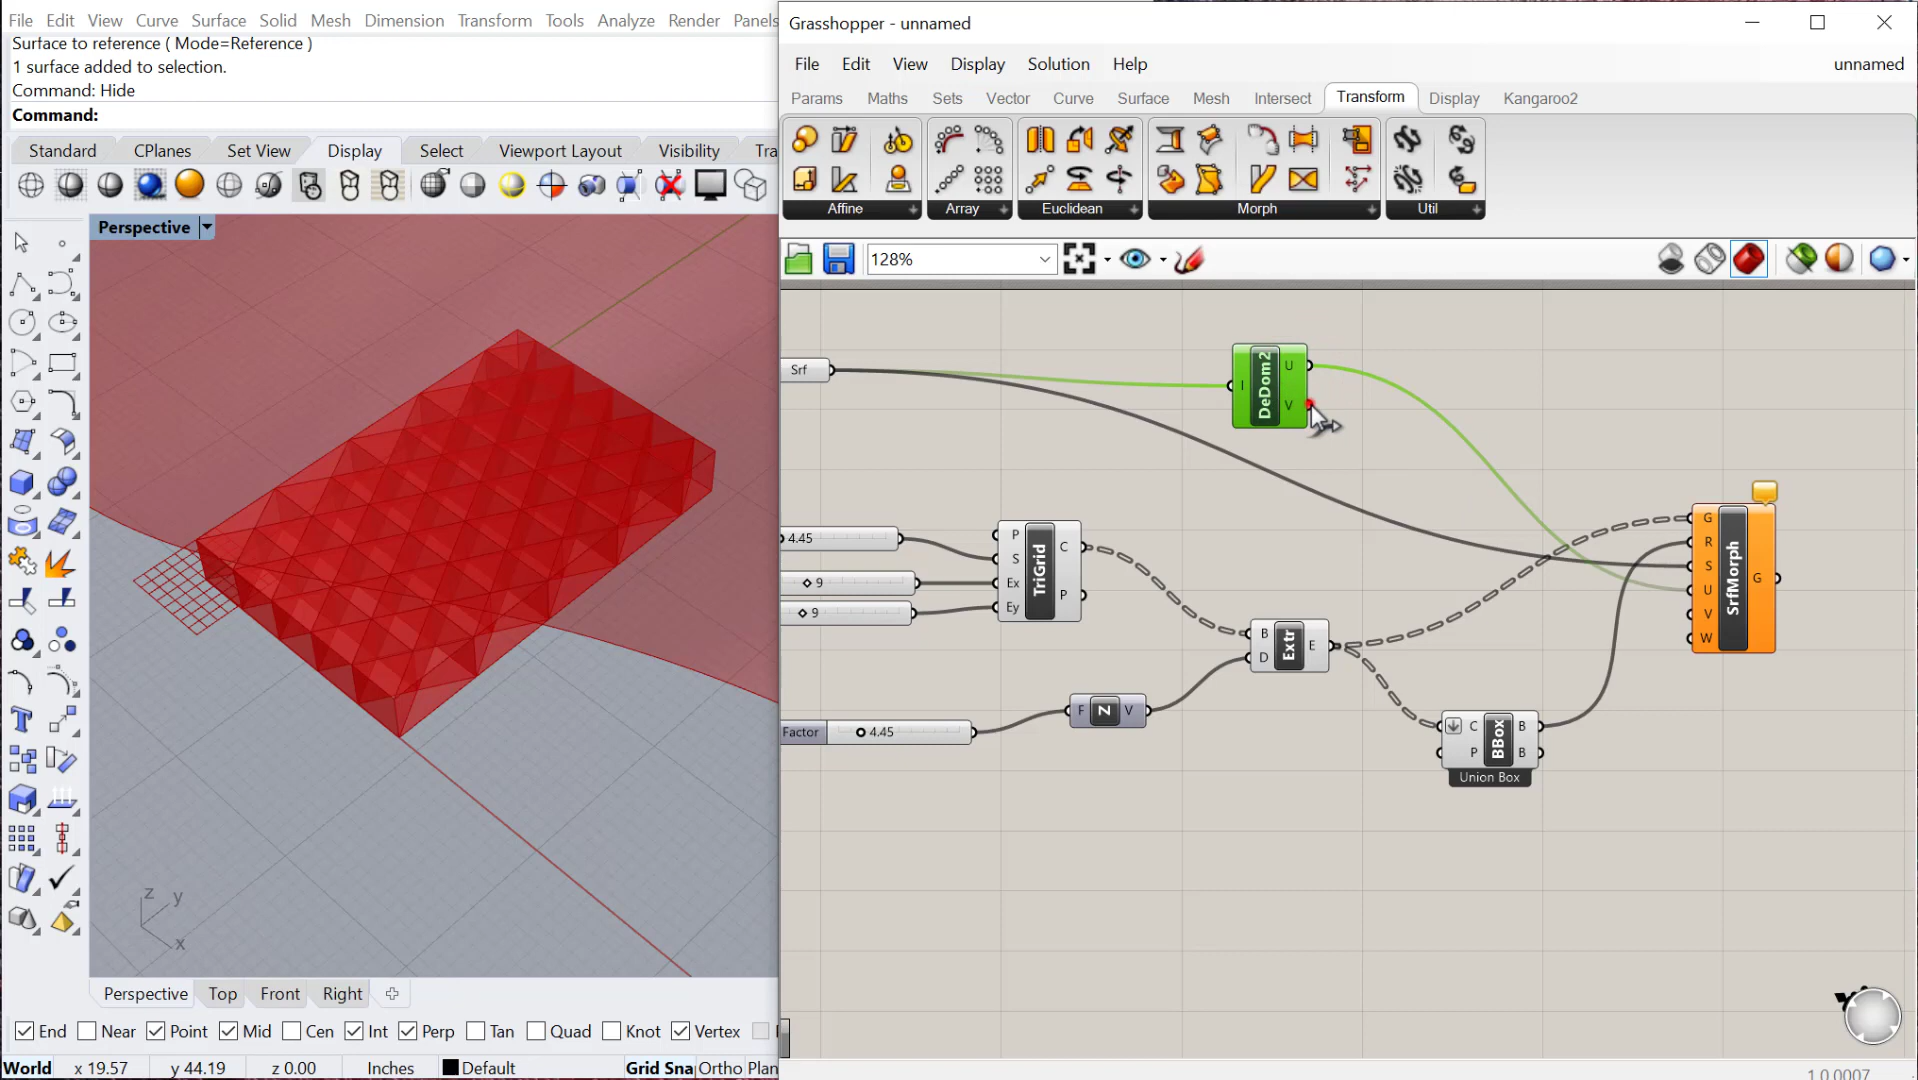 File Edit View Curve Surface Solid Mesh Dimension Transform Tools Analyze Render Panels
Surface to reference ( Mode=Reference )
1 surface added to selection.
Command: Hide
Command:
Standard CPlanes Set View Display Select Viewport Layout Visibility Tra
Perspective
z y
x
Perspective Top Front Right
End Near Point Mid Cen Int Perp Tan Quad Knot Vertex
World x 19.57 y 44.19 z 0.00 Inches Default Grid Sna Ortho Plan
Grasshopper - unnamed
File Edit View Display Solution Help unnamed
Params Maths Sets Vector Curve Surface Mesh Intersect Transform Display Kangaroo2
Affine Array Euclidean Morph Util
128%
Srf
I DeDom2 U
V
4.45
9
9
P
S
Ex
Ey
TriGrid
C
P
B
D
Extr
E
Factor 4.45
F Z V
C
P
BBox
B
B
Union Box
G
R
S
U
V
W
SrfMorph
G
1.0.0007